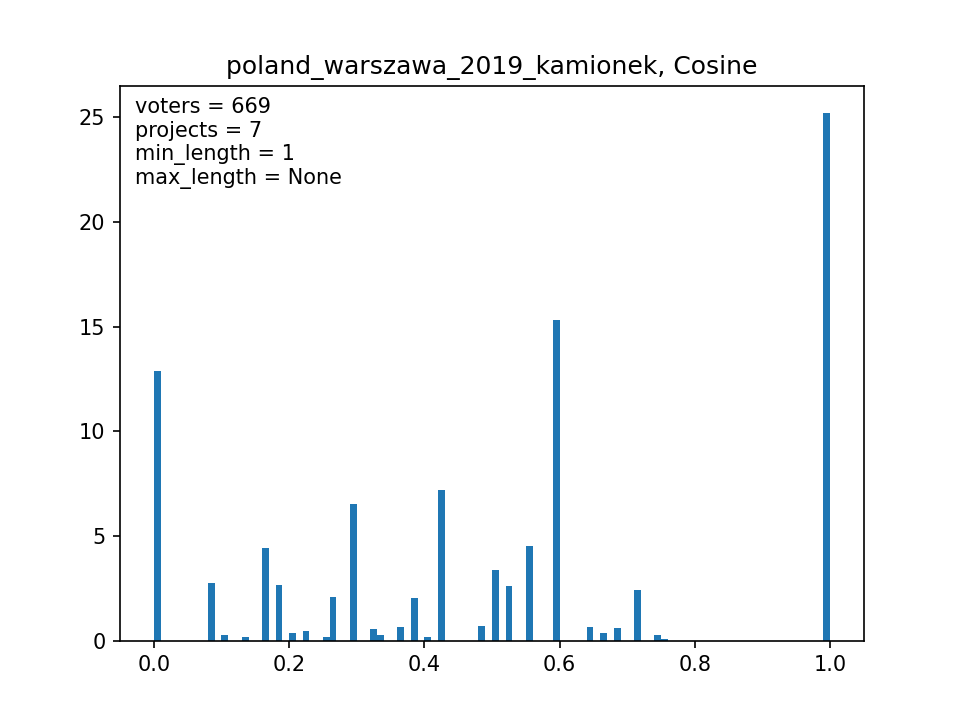 poland_warszawa_2019_kamionek, Cosine
voters = 669
projects = 7
min_length = 1
max_length = None
25
20
15
10
5
0
0.0 0.2 0.4 0.6 0.8 1.0